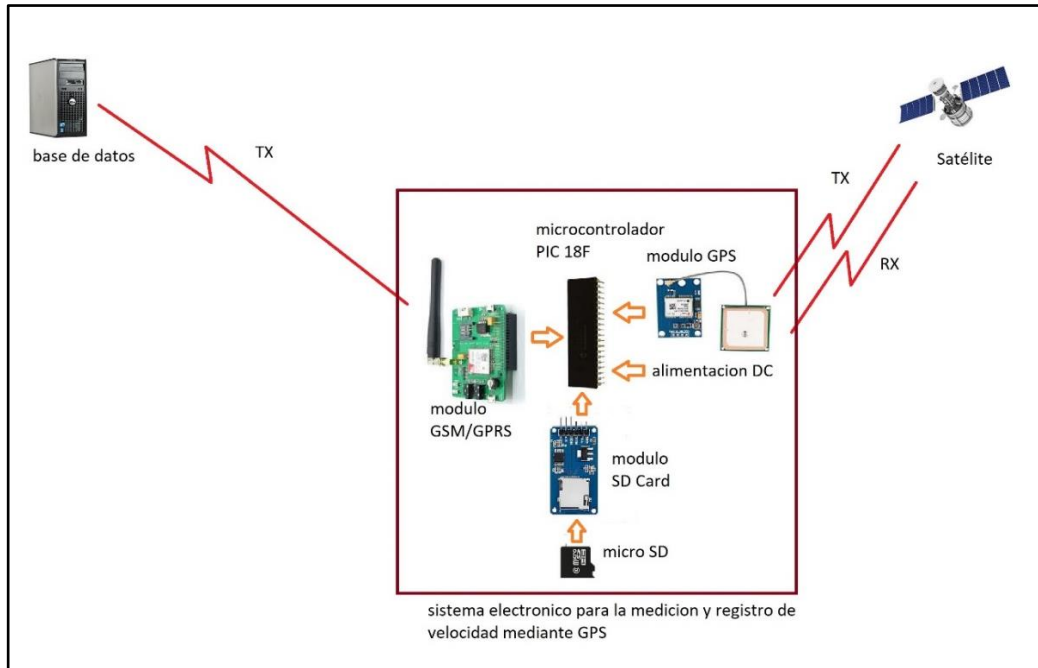 base de datos
TX
Satélite
TX
RX
microcontrolador
PIC 18F
modulo GPS
alimentacion DC
modulo
GSM/GPRS
modulo
SD Card
micro SD
sistema electronico para la medicion y registro de
velocidad mediante GPS